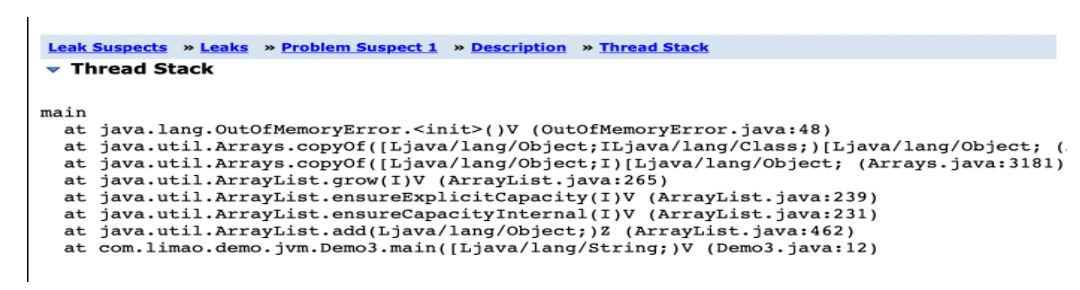 Leak Suspects » Leaks » Problem Suspect 1 » Description » Thread Stack
Thread Stack
main
at java.lang.OutOfMemoryError.<init>()V (OutOfMemoryError.java:48)
at java.util.Arrays.copyOf([Ljava/lang/Object;ILjava/lang/Class;)[Ljava/lang/Object; (
at java.util.Arrays.copyOf([Ljava/lang/Object;I)[Ljava/lang/Object; (Arrays.java:3181)
at java.util.ArrayList.grow(I)V (ArrayList.java:265)
at java.util.ArrayList.ensureExplicitCapacity(I)V (ArrayList.java:239)
at java.util.ArrayList.ensureCapacityInternal(I)V (ArrayList.java:231)
at java.util.ArrayList.add(Ljava/lang/Object;)Z (ArrayList.java:462)
at com.limao.demo.jvm.Demo3.main([Ljava/lang/String;)V (Demo3.java:12)